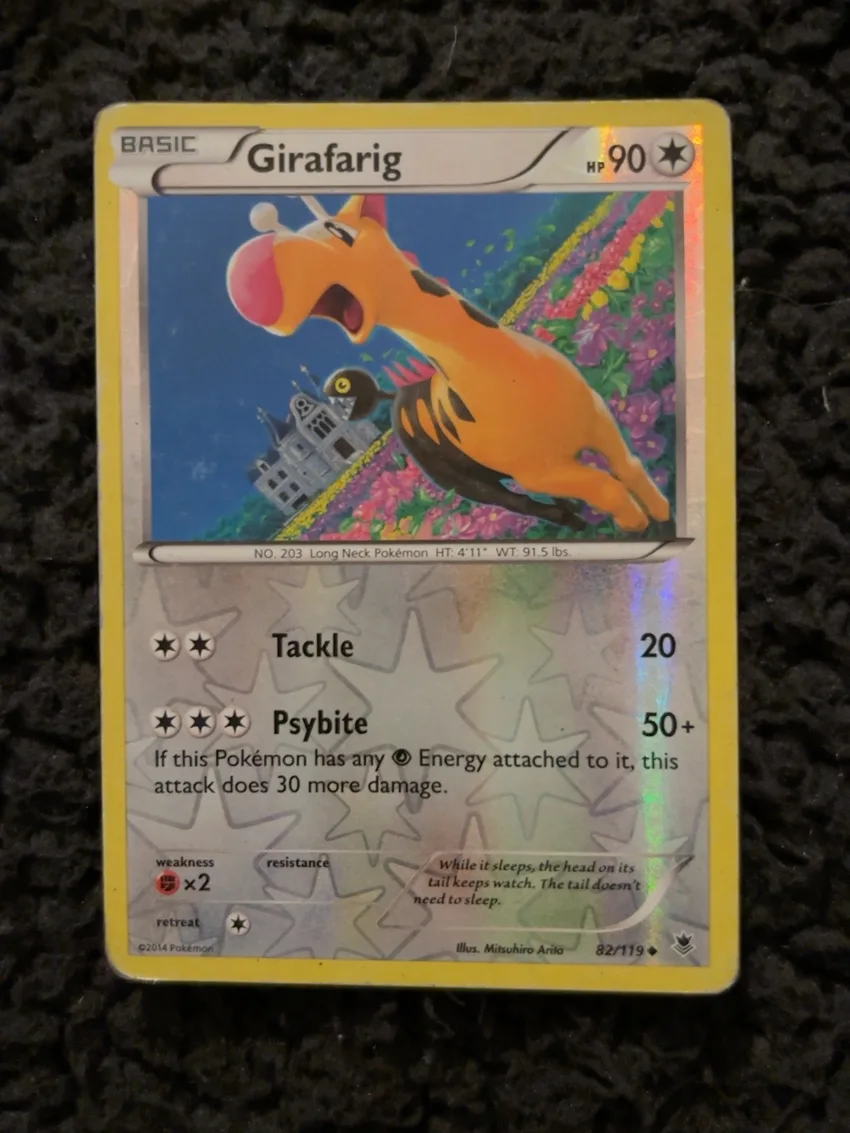 BASIC
Girafarig
HP 90
NO. 203 Long Neck Pokémon HT: 4'11" WT: 91.5 lbs.
Tackle 20
Psybite 50+
If this Pokémon has any Energy attached to it, this
attack does 30 more damage.
weakness
×2
resistance
While it sleeps, the head on its
tail keeps watch. The tail doesn't
need to sleep.
retreat
©2014 Pokémon
Illus. Mitsuhiro Arita
82/119